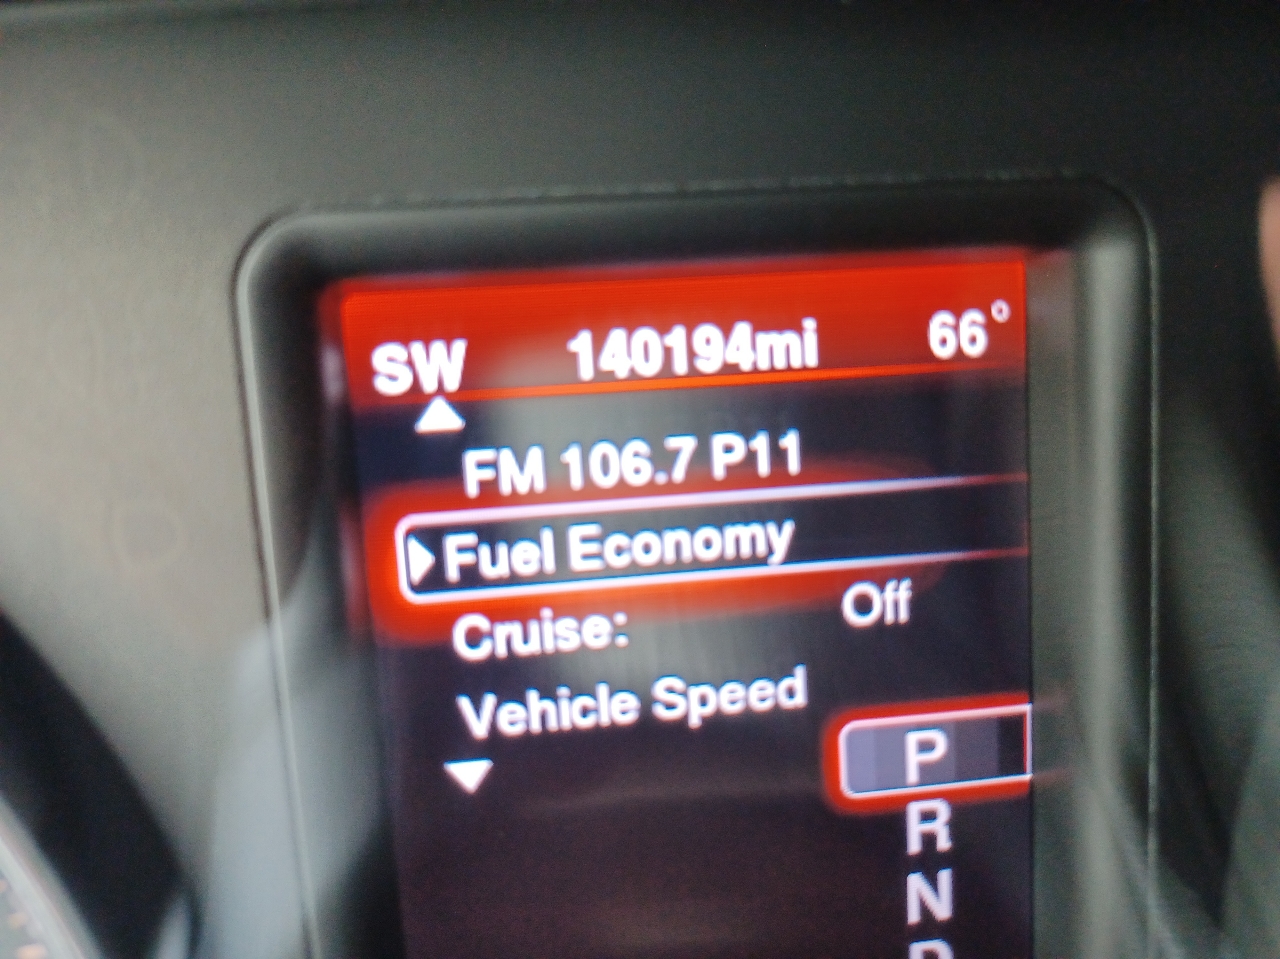 SW 140194mi 66°
FM 106.7 P11
Fuel Economy
Cruise: Off
Vehicle Speed
P
R
N